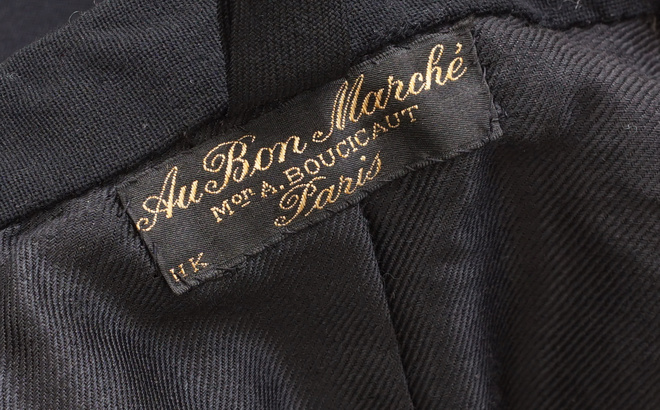 Au Bon Marché
Mon A. BOUCICAUT
Paris
HK